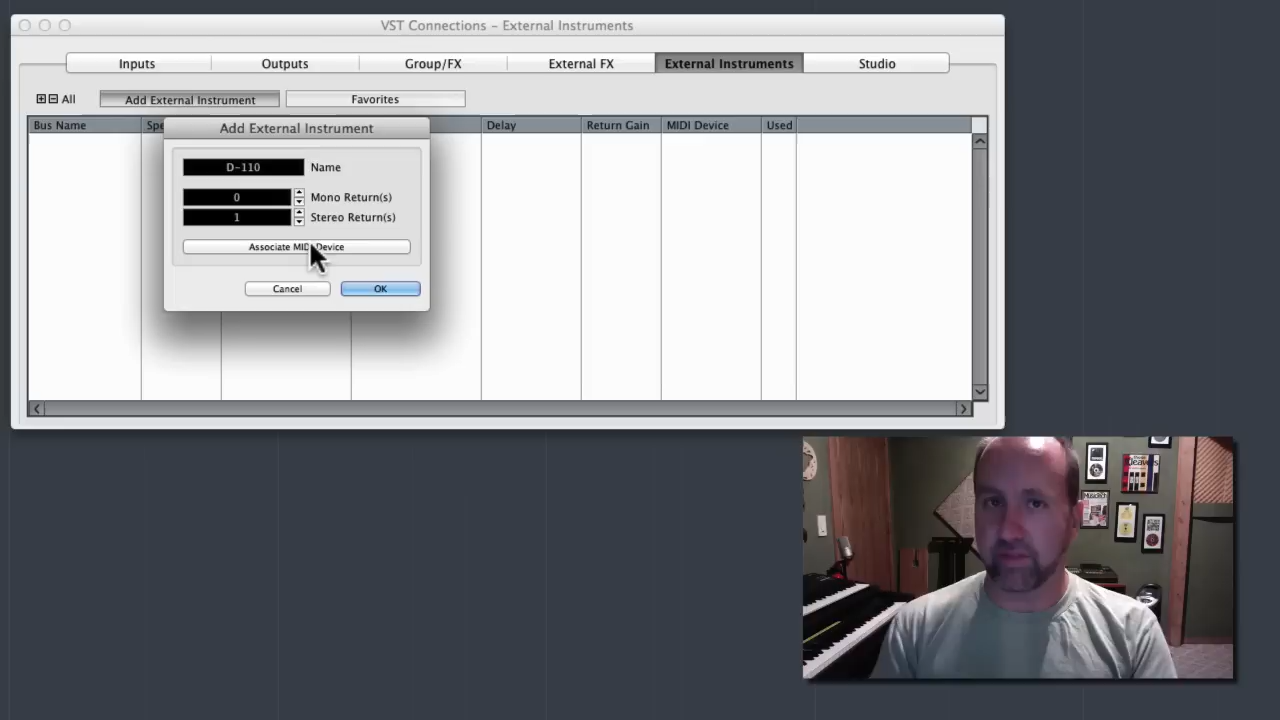 VST Connections - External Instruments
Inputs Outputs Group/FX External FX External Instruments Studio
All Add External Instrument Favorites
Bus Name Spe Delay Return Gain MIDI Device Used
Add External Instrument
D-110 Name
0 Mono Return(s)
1 Stereo Return(s)
Associate MIDI Device
Cancel OK